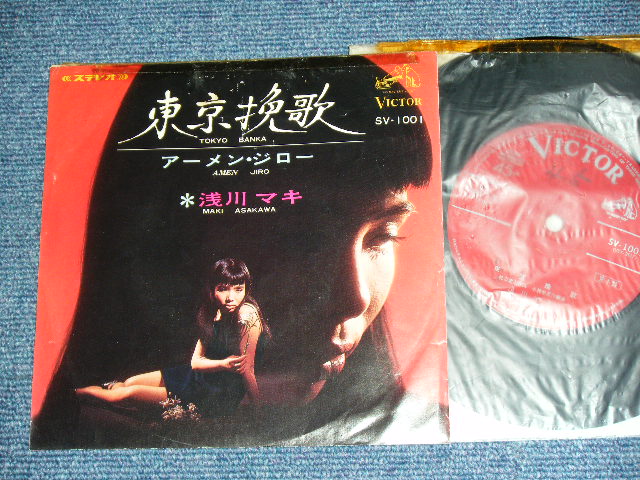 ステレオ
東京挽歌
TOKYO BANKA
アーメン・ジロー
AMEN JIRO
*浅川マキ
MAKI ASAKAWA
VICTOR
SV-1001
VICTOR
SV-1001